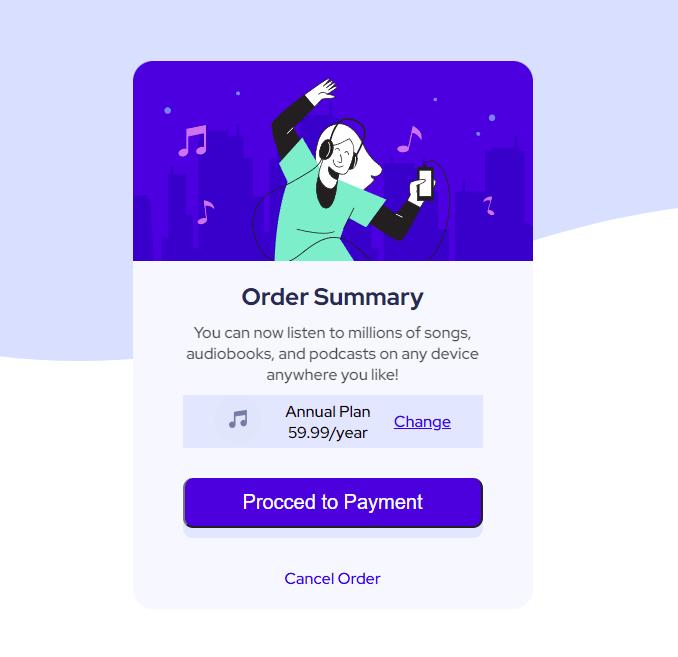 Order Summary
You can now listen to millions of songs,
audiobooks, and podcasts on any device
anywhere you like!
Annual Plan
59.99/year
Change
Procced to Payment
Cancel Order